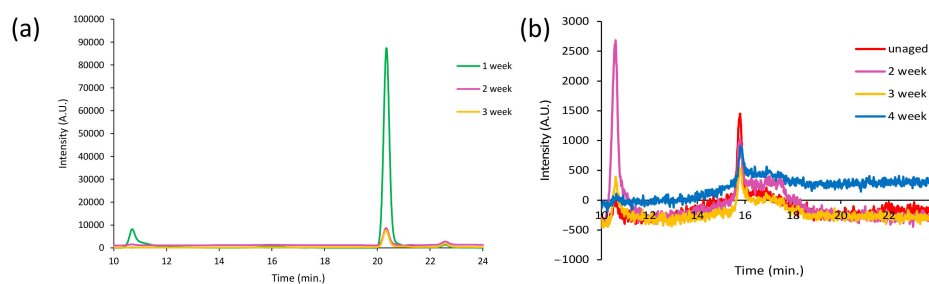 (a)
100000
90000
80000
70000
60000
50000
40000
30000
20000
10000
0
Intensity (A.U.)
10 12 14 16 18 20 22 24
Time (min.)
1 week
2 week
3 week
(b)
3000
2500
2000
1500
1000
500
0
−500
−1000
Intensity (A.U.)
10 12 14 16 18 20 22
Time (min.)
unaged
2 week
3 week
4 week